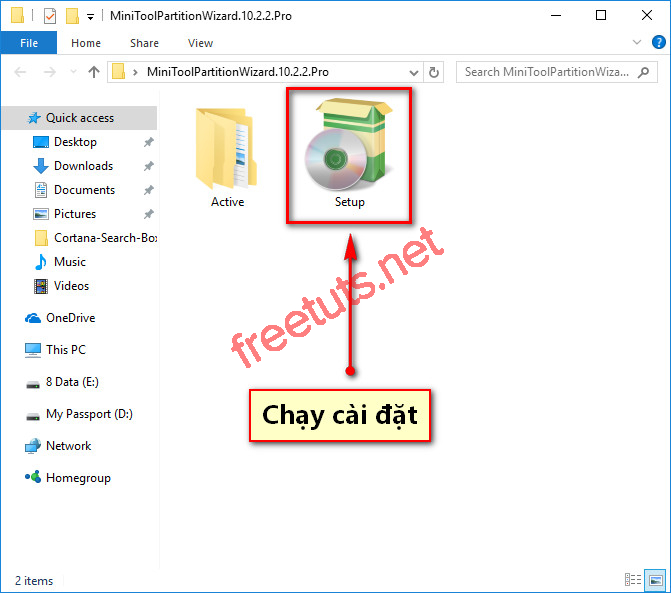 MiniToolPartitionWizard.10.2.2.Pro
File Home Share View
MiniToolPartitionWizard.10.2.2.Pro
Search MiniToolPartitionWiza...
Quick access
Desktop
Downloads
Documents
Pictures
Cortana-Search-Box
Music
Videos
OneDrive
This PC
8 Data (E:)
My Passport (D:)
Network
Homegroup
Active
Setup
freetuts.net
Chạy cài đặt
2 items